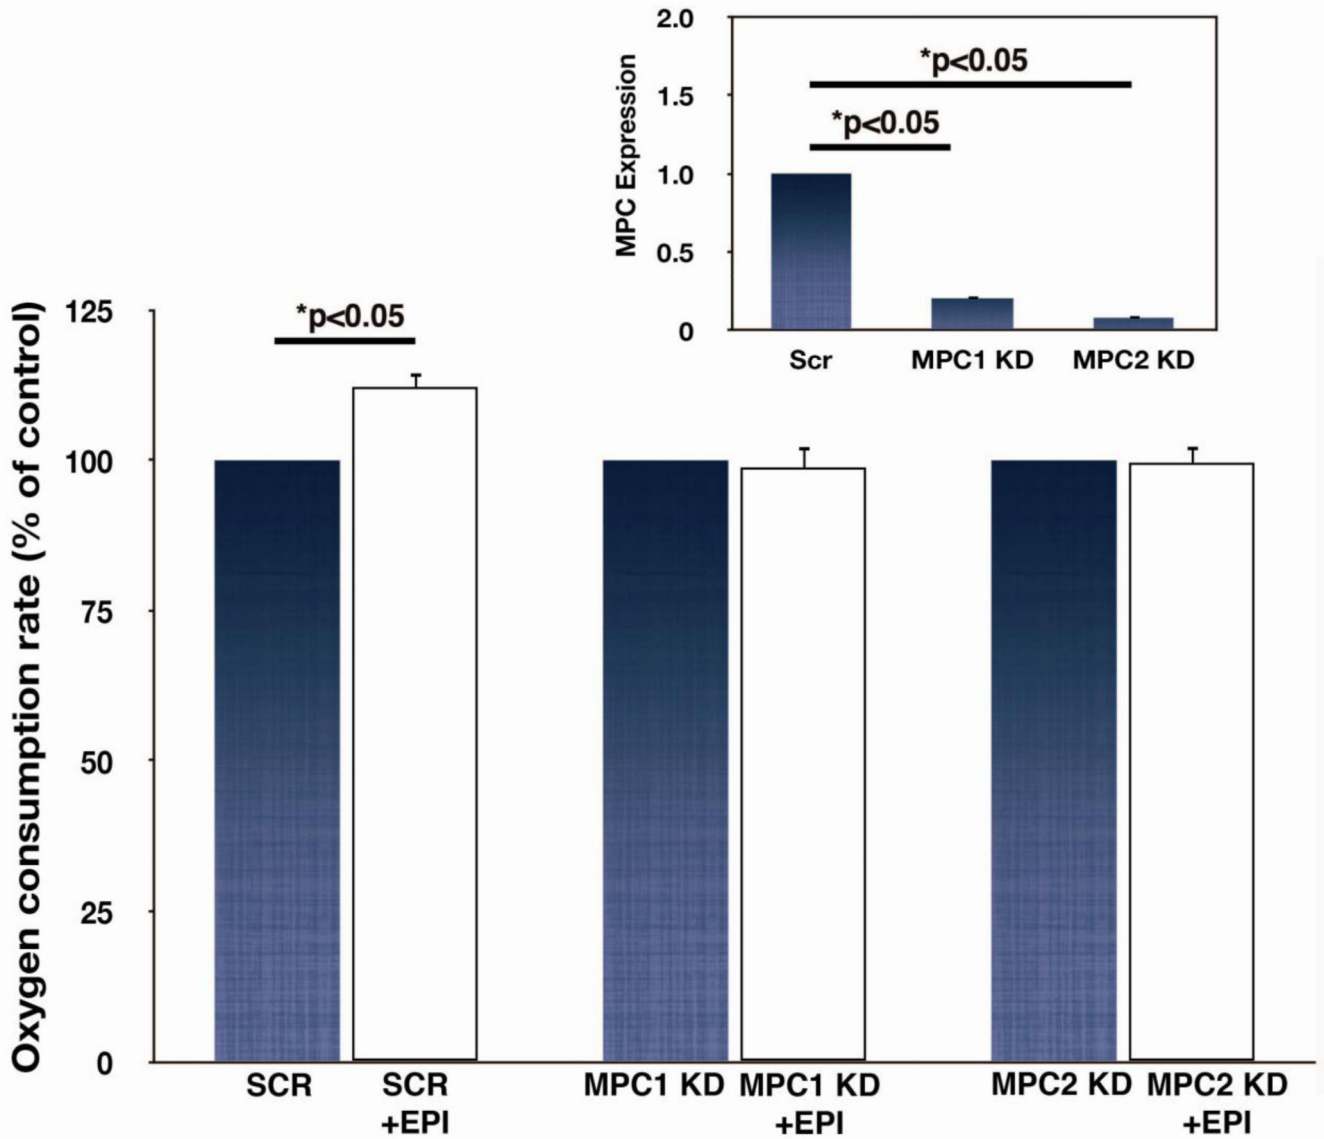 2.0
*p<0.05
1.5
*p<0.05
1.0
0.5
0
MPC Expression
Scr MPC1 KD MPC2 KD
Oxygen consumption rate (% of control)
125
*p<0.05
100
75
50
25
0
SCR SCR MPC1 KD MPC1 KD MPC2 KD MPC2 KD
+EPI +EPI +EPI